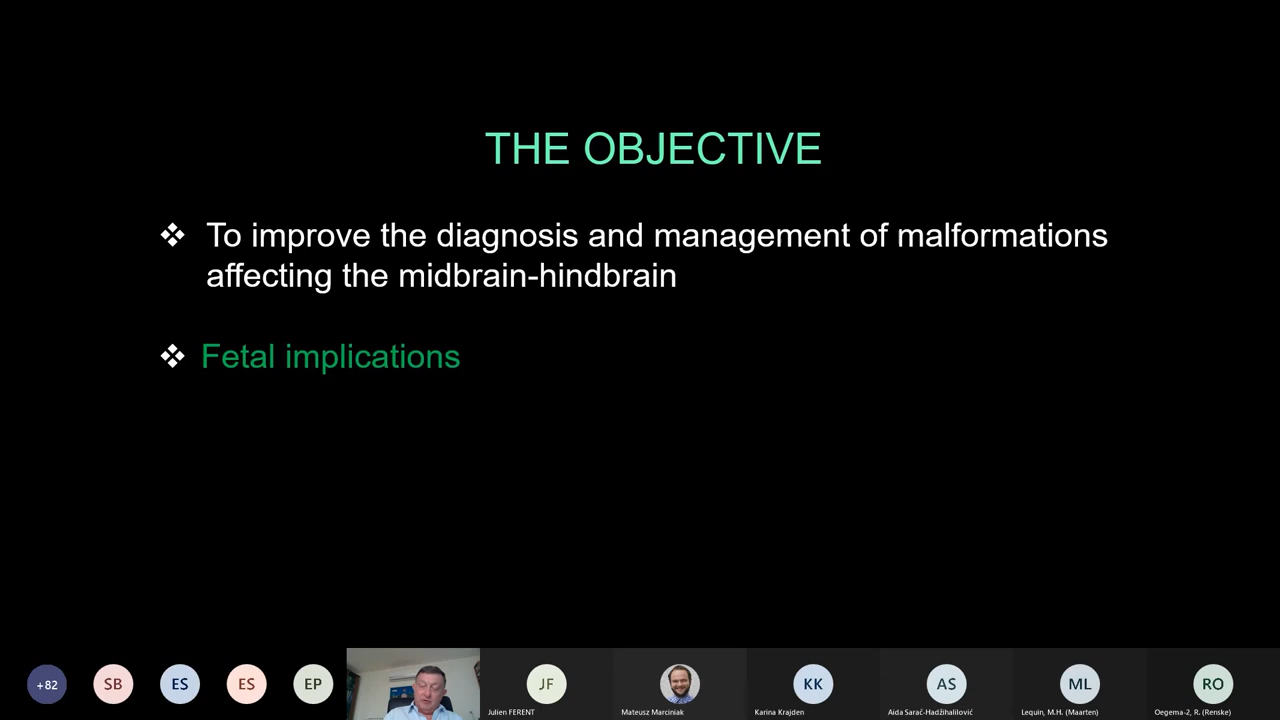 THE OBJECTIVE
❖ To improve the diagnosis and management of malformations
affecting the midbrain-hindbrain
❖ Fetal implications
+82
SB
ES
ES
EP
JF
KK
AS
ML
RO
Julien FERENT
Mateusz Marciniak
Karina Krajden
Aida Sarač-Hadžihalilović
Lequin, M.H. (Maarten)
Oegema-2, R. (Renske)